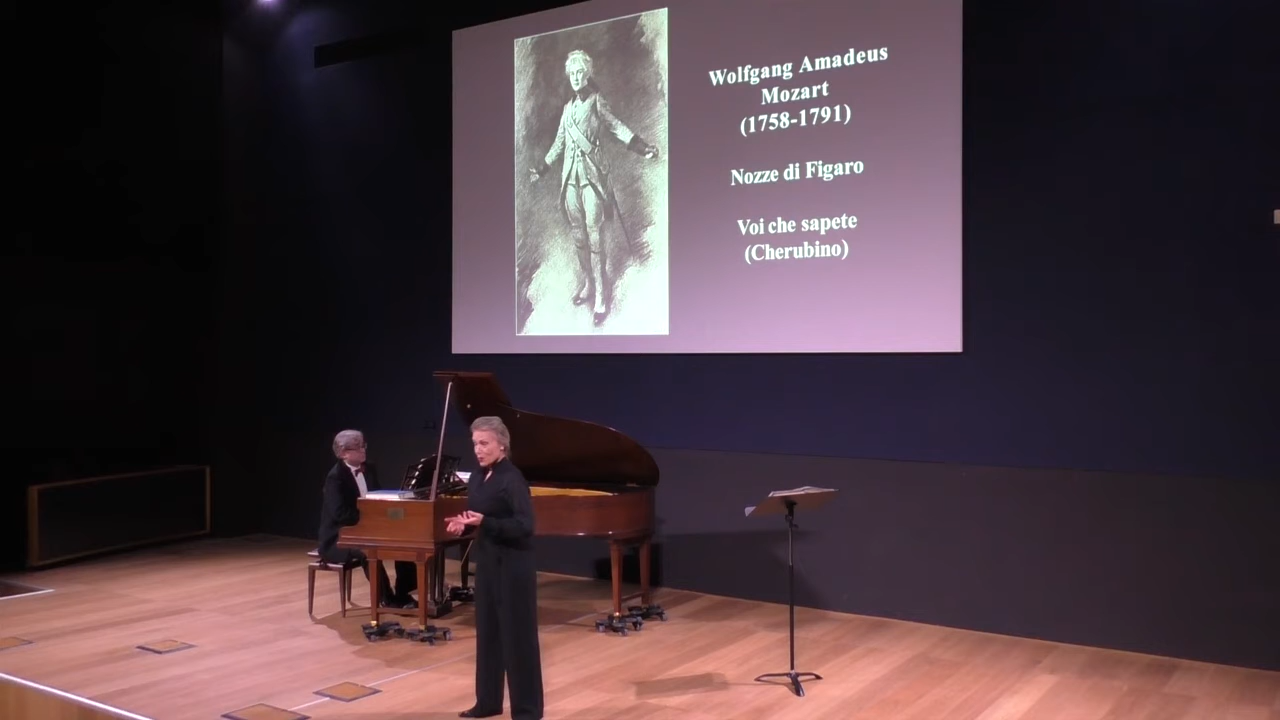 Wolfgang Amadeus
Mozart
(1758-1791)
Nozze di Figaro
Voi che sapete
(Cherubino)